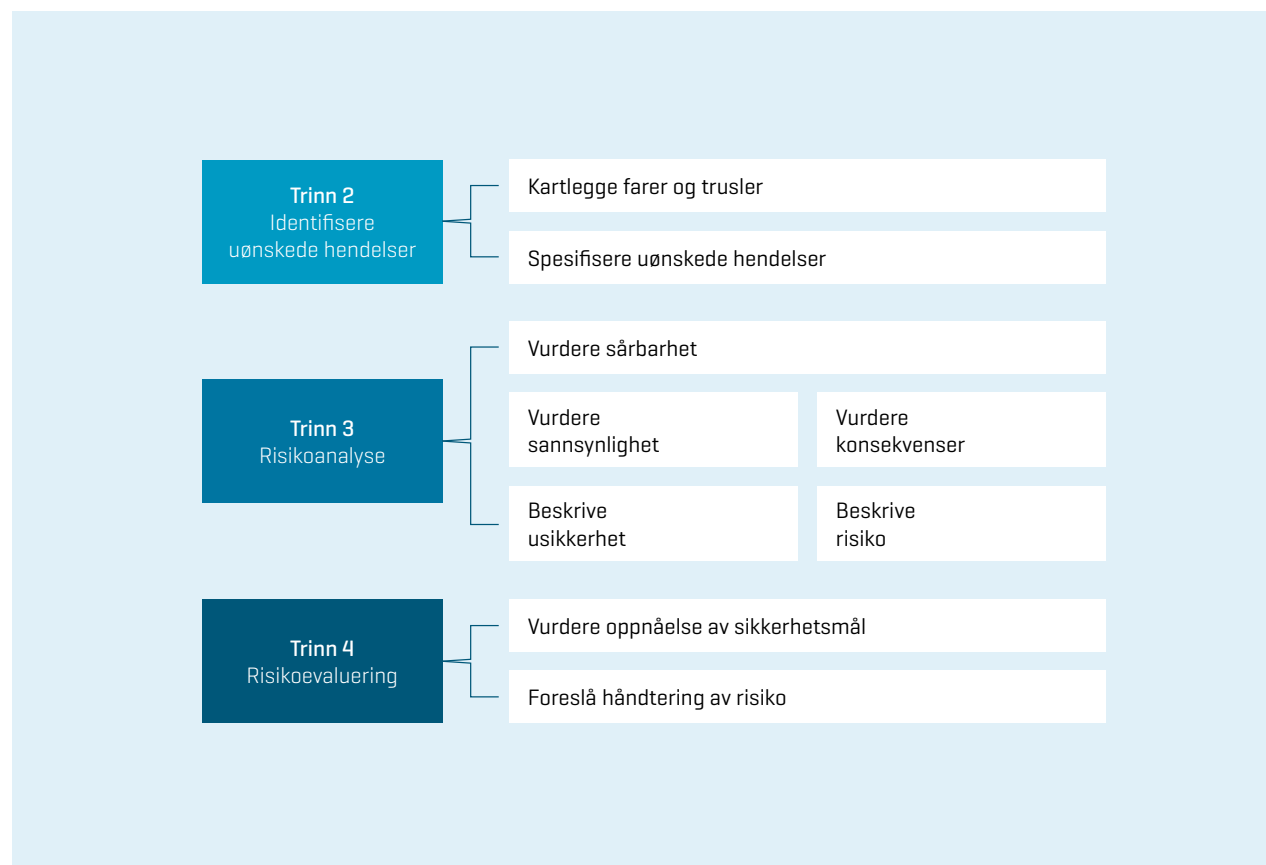 Trinn 2
Identifisere
uønskede hendelser
Kartlegge farer og trusler
Spesifisere uønskede hendelser
Trinn 3
Risikoanalyse
Vurdere sårbarhet
Vurdere
sannsynlighet
Vurdere
konsekvenser
Beskrive
usikkerhet
Beskrive
risiko
Trinn 4
Risikoevaluering
Vurdere oppnåelse av sikkerhetsmål
Foreslå håndtering av risiko